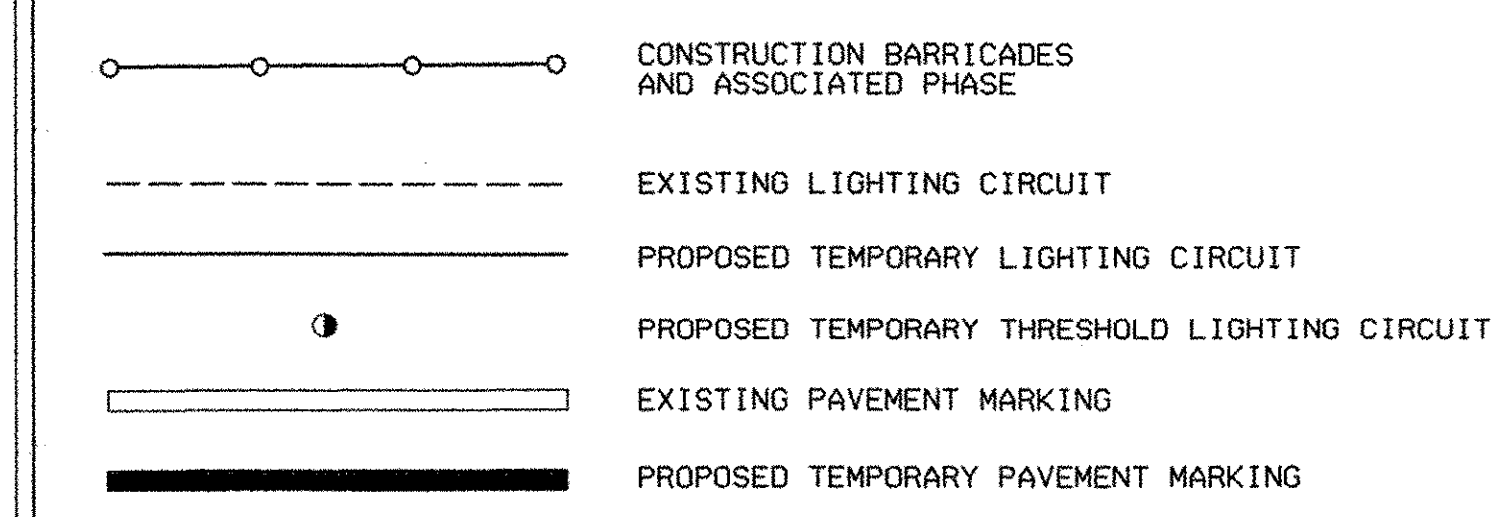 CONSTRUCTION BARRICADES
AND ASSOCIATED PHASE
EXISTING LIGHTING CIRCUIT
PROPOSED TEMPORARY LIGHTING CIRCUIT
PROPOSED TEMPORARY THRESHOLD LIGHTING CIRCUIT
EXISTING PAVEMENT MARKING
PROPOSED TEMPORARY PAVEMENT MARKING